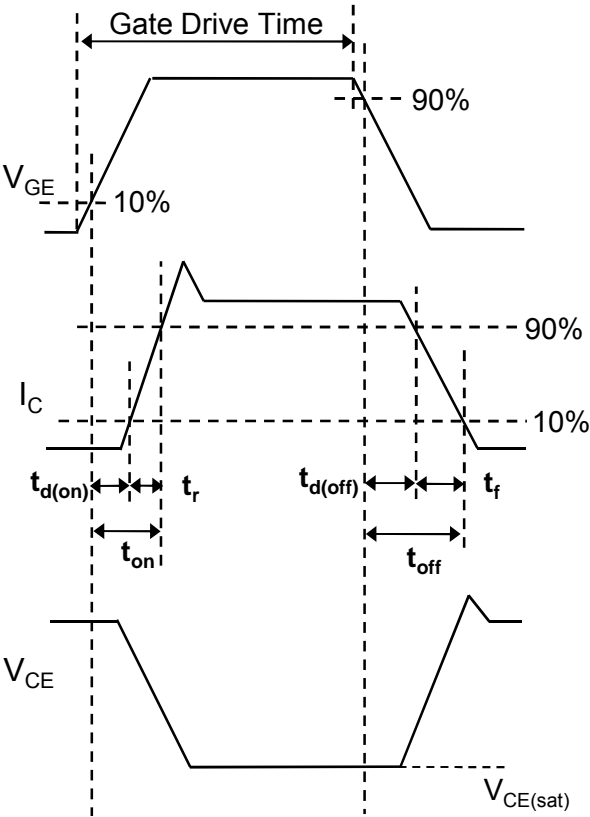 Gate Drive Time
90%
V_GE
10%
90%
I_C
10%
t_d(on)
t_r
t_d(off)
t_f
t_on
t_off
V_CE
V_CE(sat)